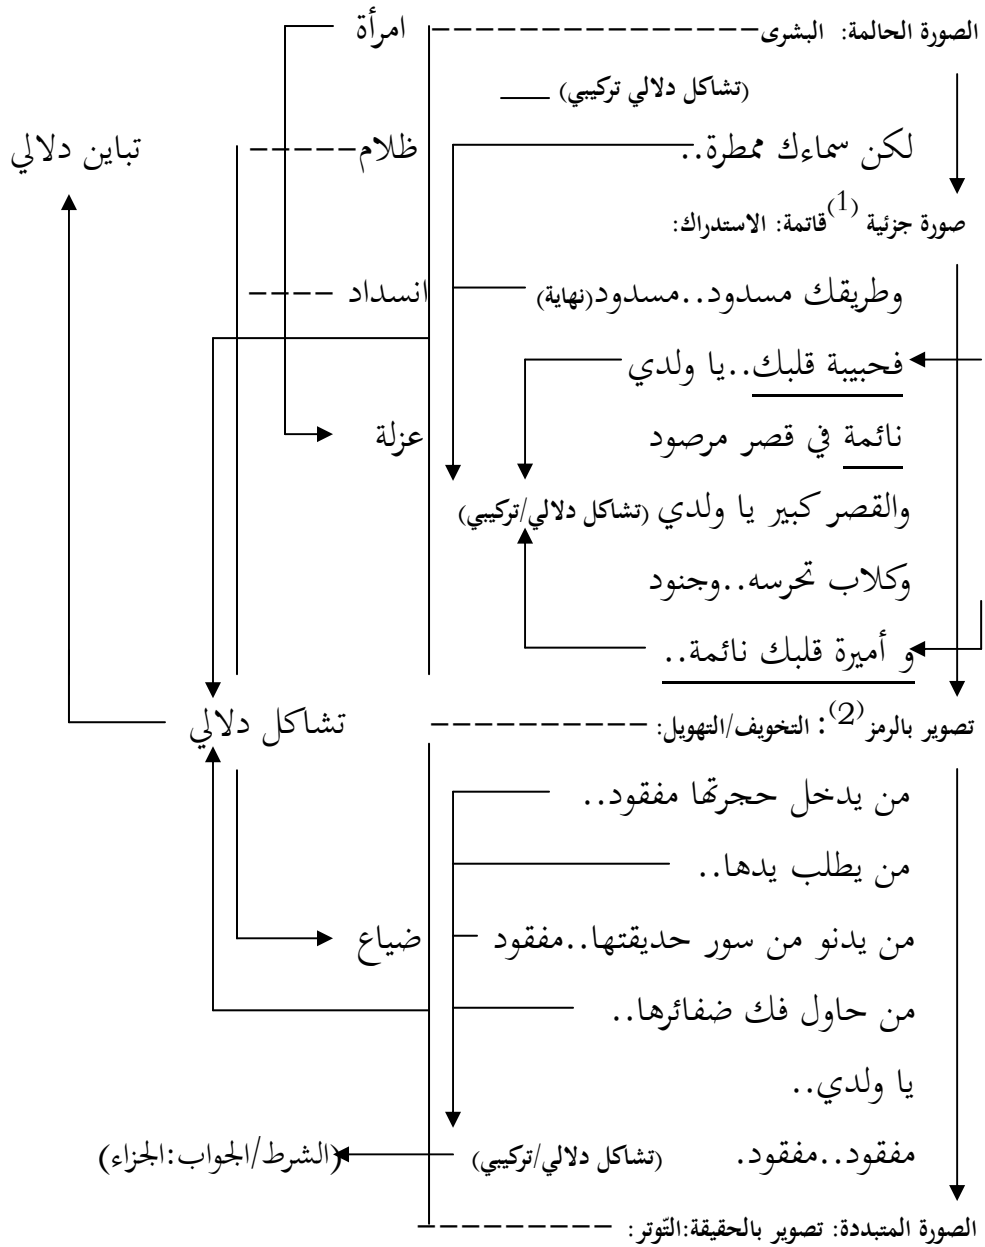 الصورة الحالمة: البشرى امرأة
(تشاكل دلالي تركيبي)
لكن سماءك ممطرة.. ظلام تباين دلالي
صورة جزئية (1) قاتمة: الاستدراك:
وطريقك مسدود..مسدود(نهاية) انسداد
فحبيبة قلبك..يا ولدي
نائمة في قصر مرصود عزلة
والقصر كبير يا ولدي (تشاكل دلالي/تركيبي)
وكلاب تحرسه..وجنود
و أميرة قلبك نائمة..
تصوير بالرمز(2): التخويف/التهويل: تشاكل دلالي
من يدخل حجرتها مفقود..
من يطلب يدها..
من يدنو من سور حديقتها..مفقود ضياع
من حاول فك ضفائرها..
يا ولدي..
مفقود..مفقود. (تشاكل دلالي/تركيبي) (الشرط/الجواب:الجزاء)
الصورة المتبددة: تصوير بالحقيقة:التّوتر: